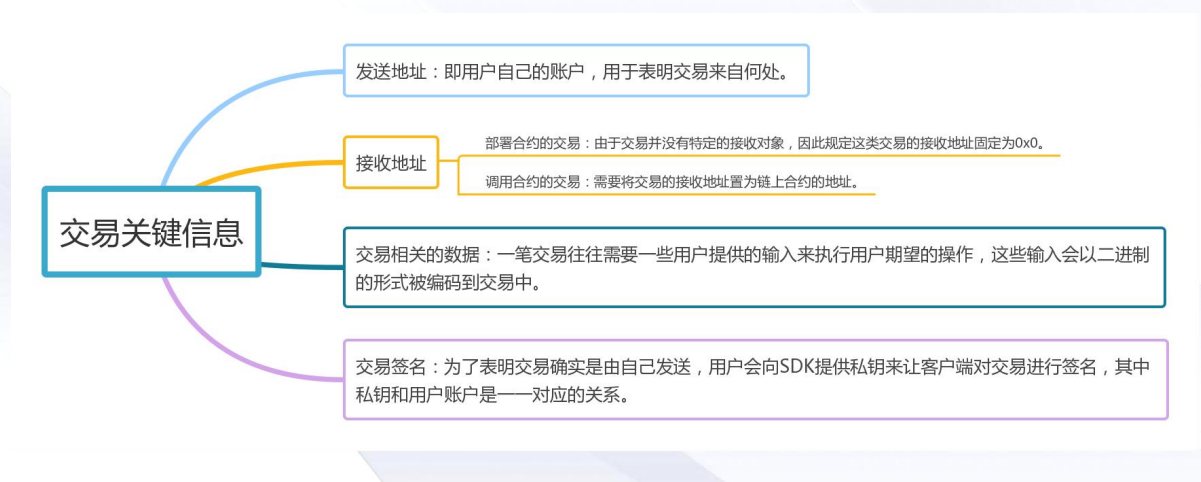 交易关键信息
发送地址：即用户自己的账户，用于表明交易来自何处。
接收地址
部署合约的交易：由于交易并没有特定的接收对象，因此规定这类交易的接收地址固定为0x0。
调用合约的交易：需要将交易的接收地址置为链上合约的地址。
交易相关的数据：一笔交易往往需要一些用户提供的输入来执行用户期望的操作，这些输入会以二进制
的形式被编码到交易中。
交易签名：为了表明交易确实是由自己发送，用户会向SDK提供私钥来让客户端对交易进行签名，其中
私钥和用户账户是一一对应的关系。